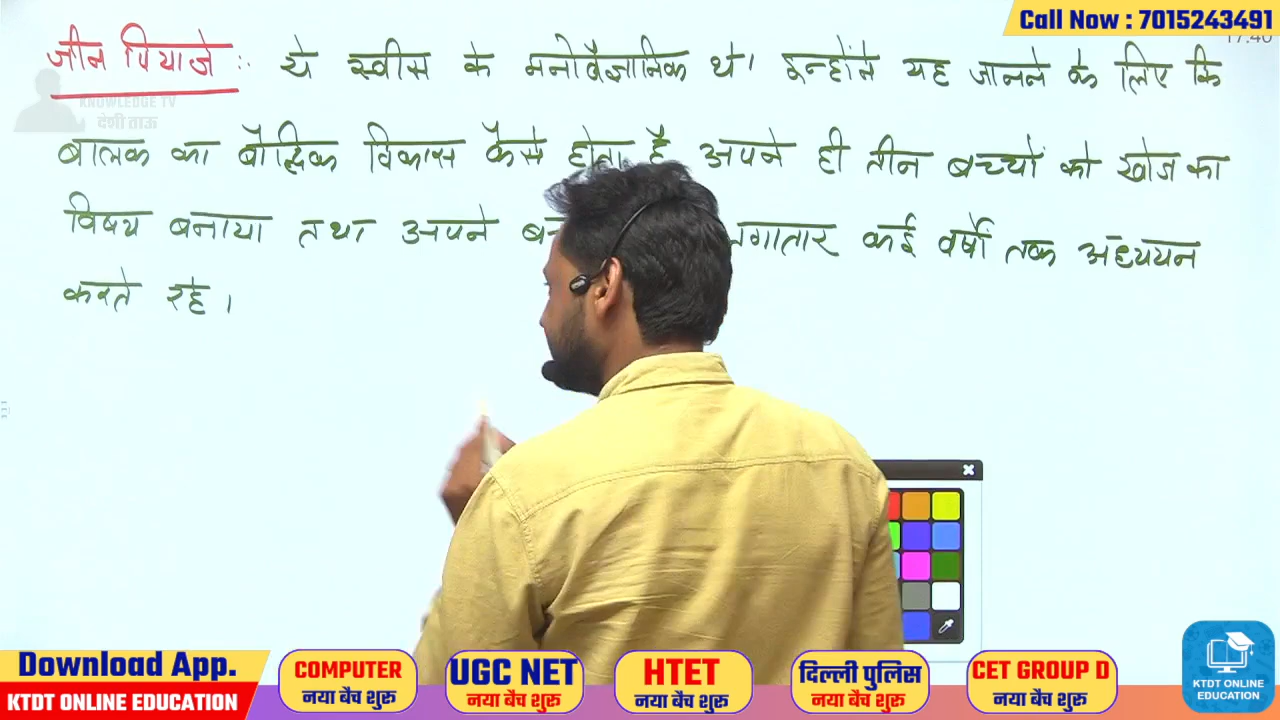 Call Now : 7015243491
17:40
जीन पियाजे :- ये स्वीस के मनोवैज्ञानिक थे। इन्होंने यह जानने के लिए कि
KNOWLEDGE TV
देशी ताऊ
बालक का बौद्धिक विकास कैसे होता है अपने ही तीन बच्चों को खोज का
विषय बनाया तथा अपने लगातार कई वर्षों तक अध्ययन
करते रहे।
Download App.
KTDT ONLINE EDUCATION
COMPUTER
नया बैच शुरू
UGC NET
नया बैच शुरू
HTET
नया बैच शुरू
दिल्ली पुलिस
नया बैच शुरू
CET GROUP D
नया बैच शुरू
KTDT ONLINE
EDUCATION